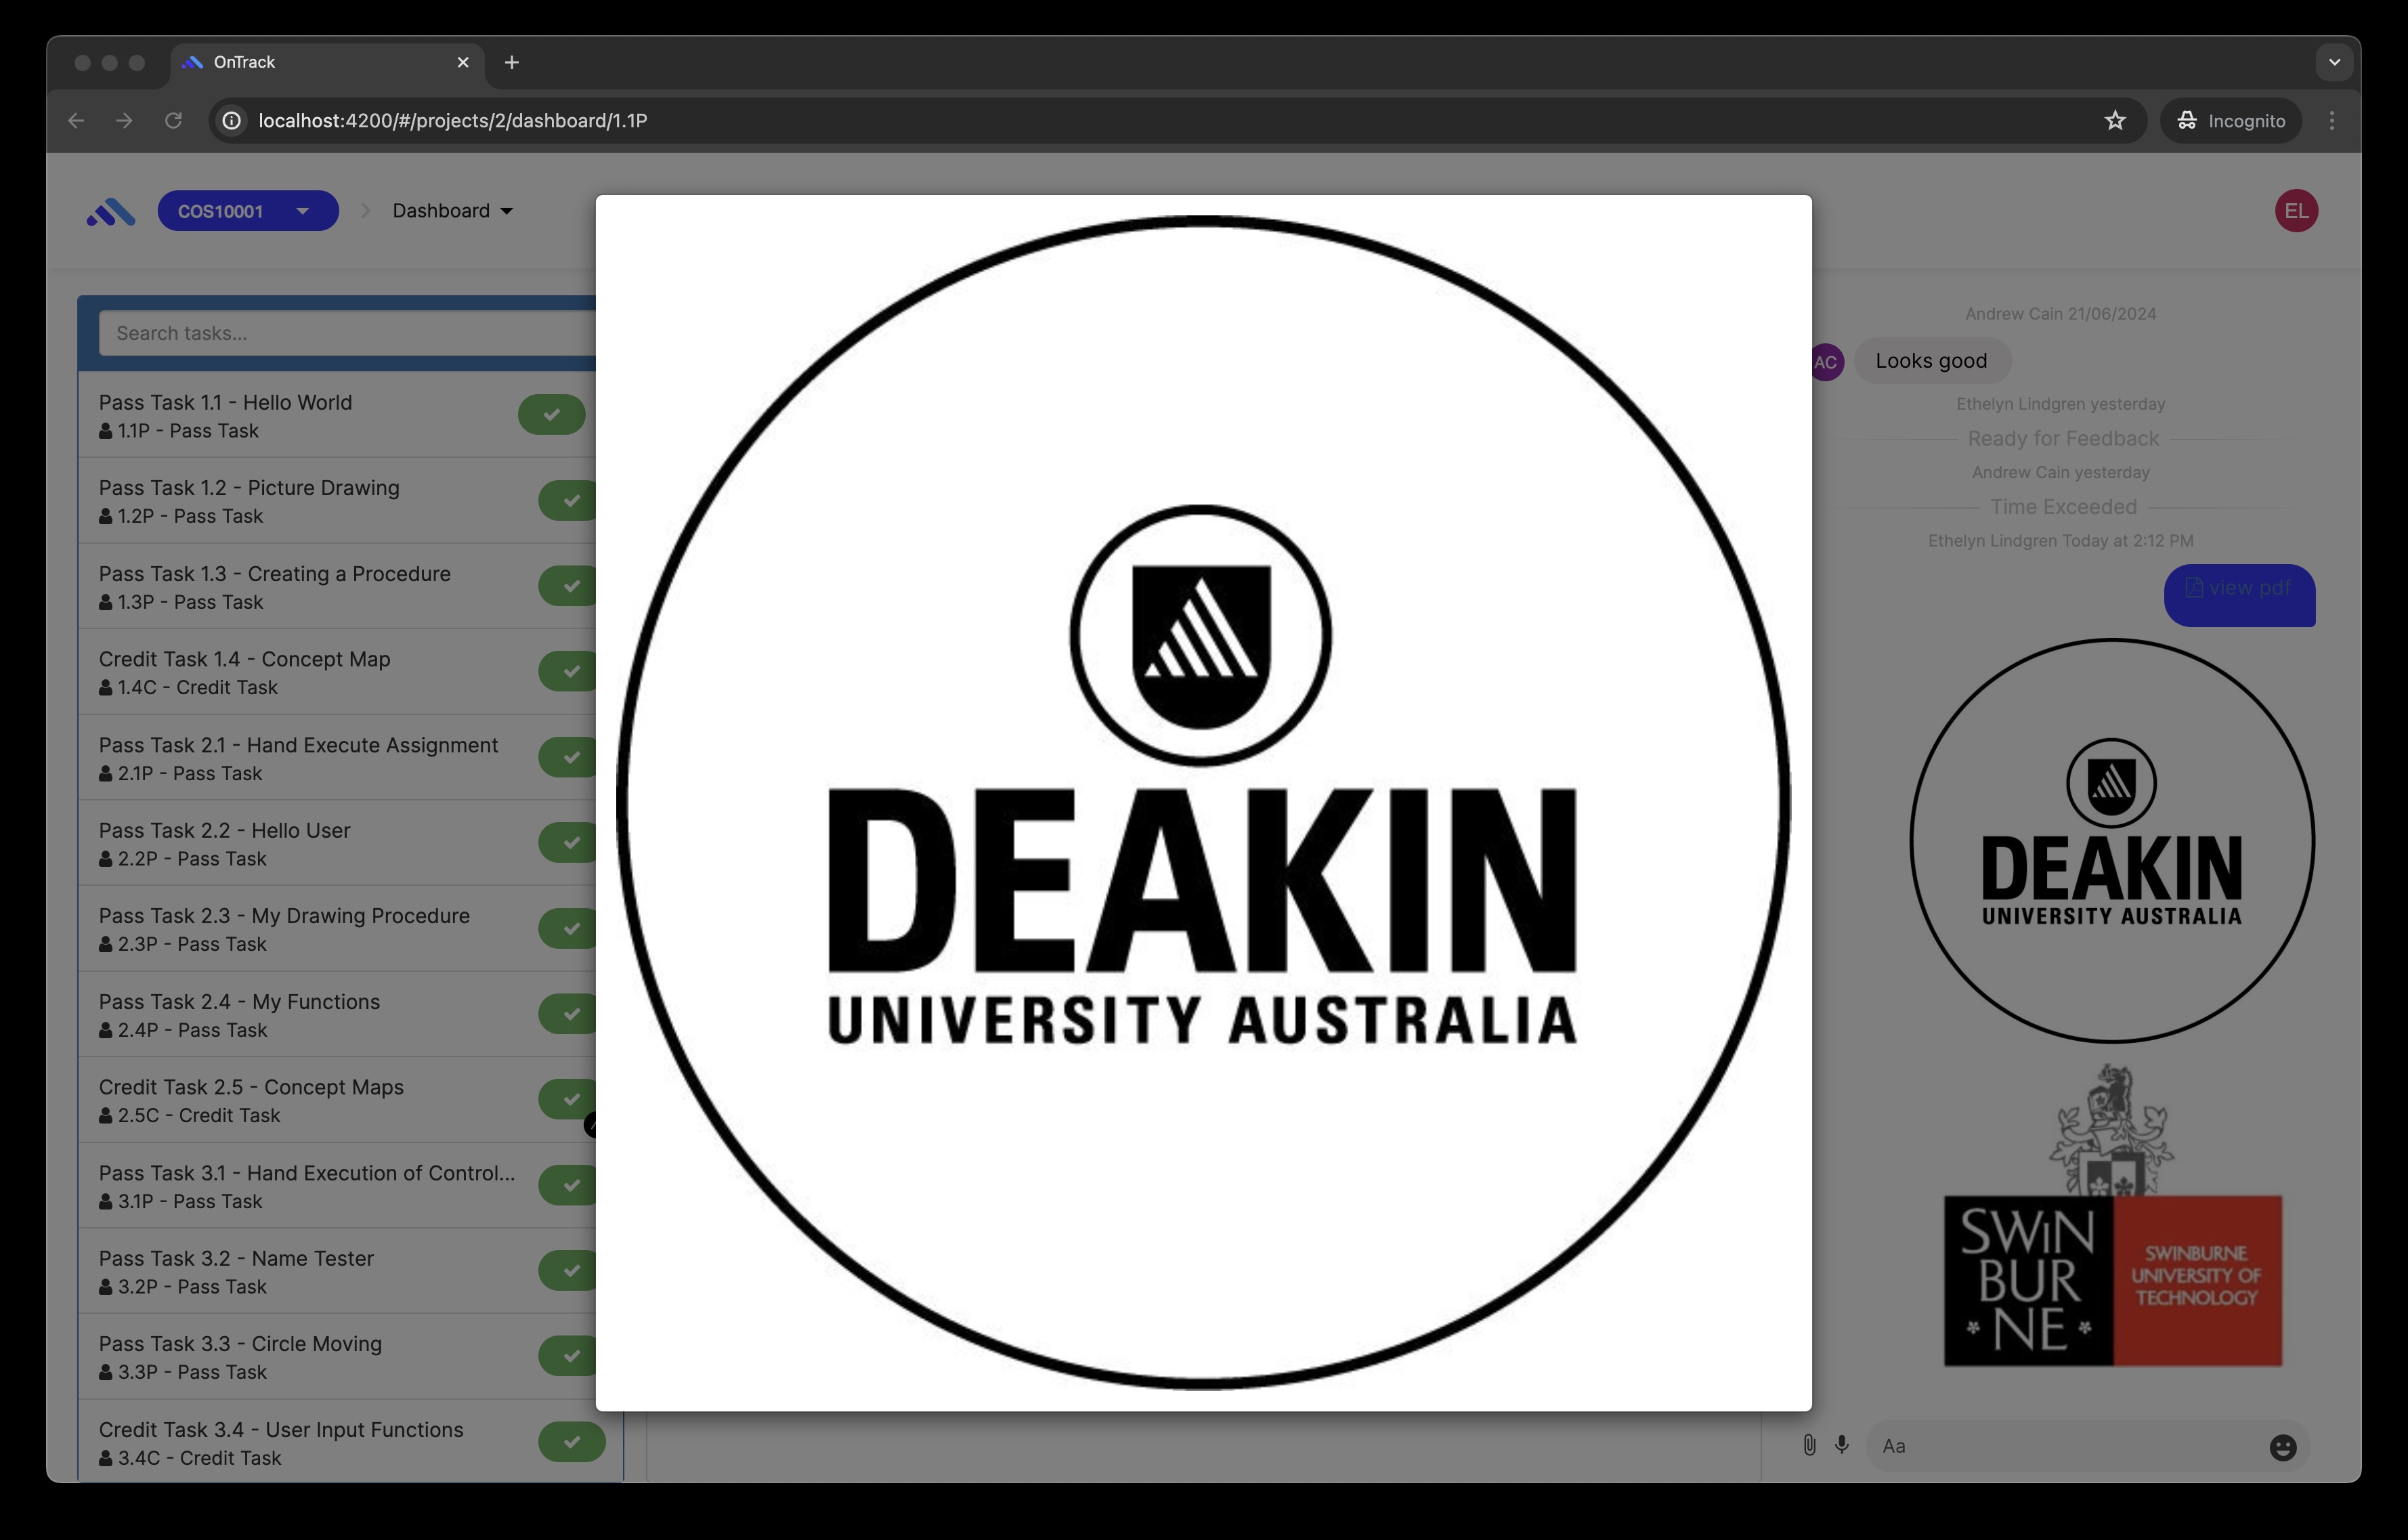 OnTrack
localhost:4200/#/projects/2/dashboard/1.1P
Incognito
COS10001
Dashboard
EL
Search tasks...
Pass Task 1.1 - Hello World
1.1P - Pass Task
Pass Task 1.2 - Picture Drawing
1.2P - Pass Task
Pass Task 1.3 - Creating a Procedure
1.3P - Pass Task
Credit Task 1.4 - Concept Map
1.4C - Credit Task
Pass Task 2.1 - Hand Execute Assignment
2.1P - Pass Task
Pass Task 2.2 - Hello User
2.2P - Pass Task
Pass Task 2.3 - My Drawing Procedure
2.3P - Pass Task
Pass Task 2.4 - My Functions
2.4P - Pass Task
Credit Task 2.5 - Concept Maps
2.5C - Credit Task
Pass Task 3.1 - Hand Execution of Control...
3.1P - Pass Task
Pass Task 3.2 - Name Tester
3.2P - Pass Task
Pass Task 3.3 - Circle Moving
3.3P - Pass Task
Credit Task 3.4 - User Input Functions
3.4C - Credit Task
DEAKIN
UNIVERSITY AUSTRALIA
Andrew Cain 21/06/2024
AC
Looks good
Ethelyn Lindgren yesterday
Ready for Feedback
Andrew Cain yesterday
Time Exceeded
Ethelyn Lindgren Today at 2:12 PM
view pdf
DEAKIN
UNIVERSITY AUSTRALIA
SWIN
BUR
NE
SWINBURNE
UNIVERSITY OF
TECHNOLOGY
Aa